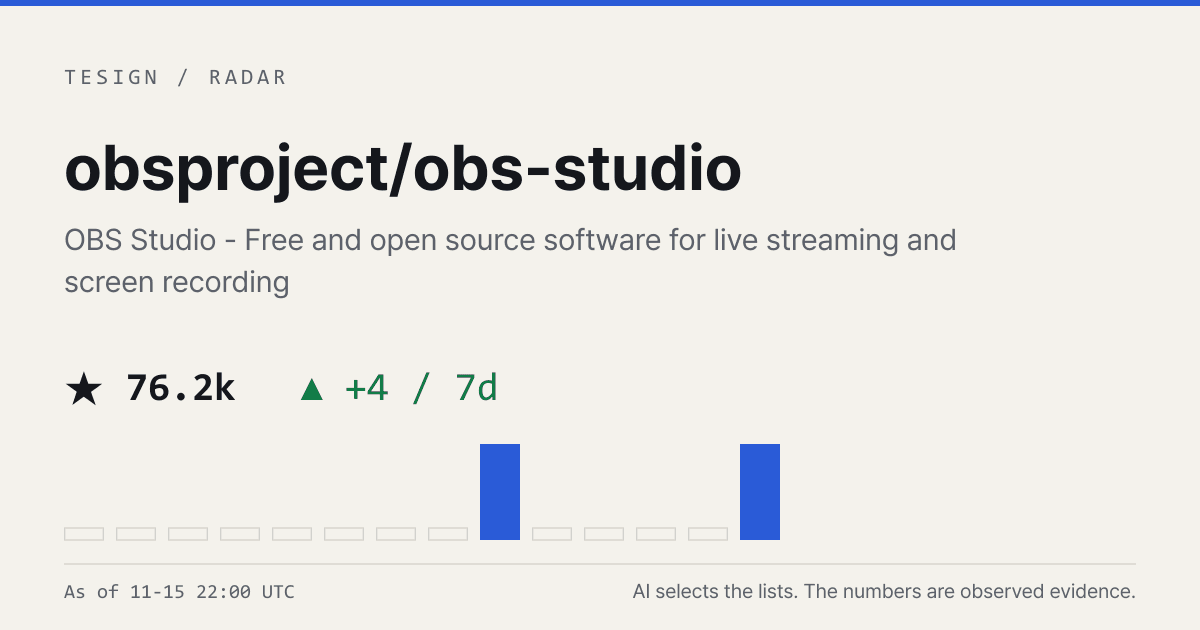 TESIGN / RADAR
obsproject/obs-studio
OBS Studio - Free and open source software for live streaming and
screen recording
★ 76.2k ▲ +4 / 7d
As of 11-15 22:00 UTC
AI selects the lists. The numbers are observed evidence.